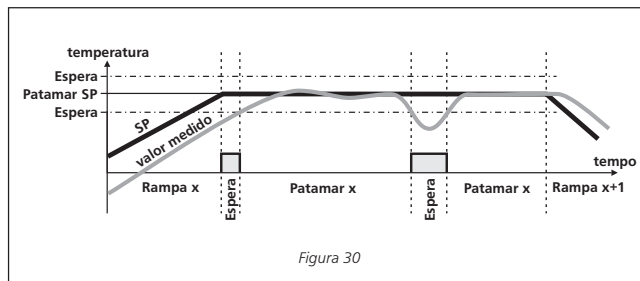 temperatura
Espera
Patamar SP
Espera
SP
valor medido
tempo
Rampa x
Espera
Patamar x
Espera
Patamar x
Rampa x+1
Figura 30